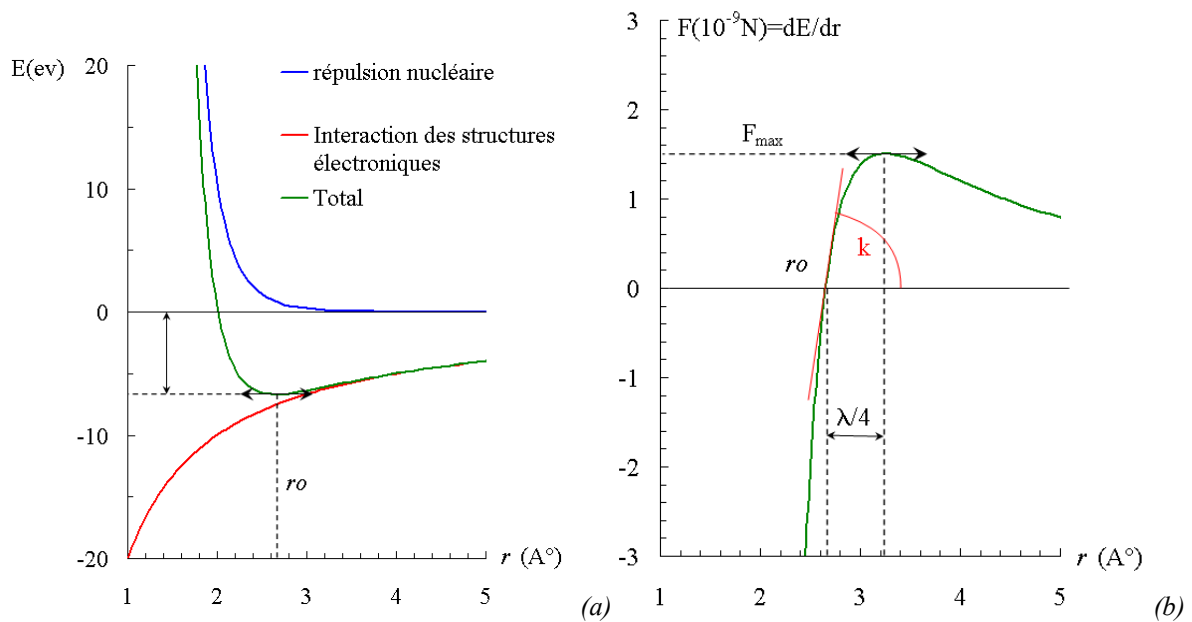 E(ev)
20
10
0
-10
-20
1
2
3
4
5
répulsion nucléaire
Interaction des structures
électroniques
Total
ro
r (A°)
(a)
F(10⁻⁹N)=dE/dr
3
2
1
0
-1
-2
-3
1
2
3
4
5
Fmax
ro
k
λ/4
r (A°)
(b)